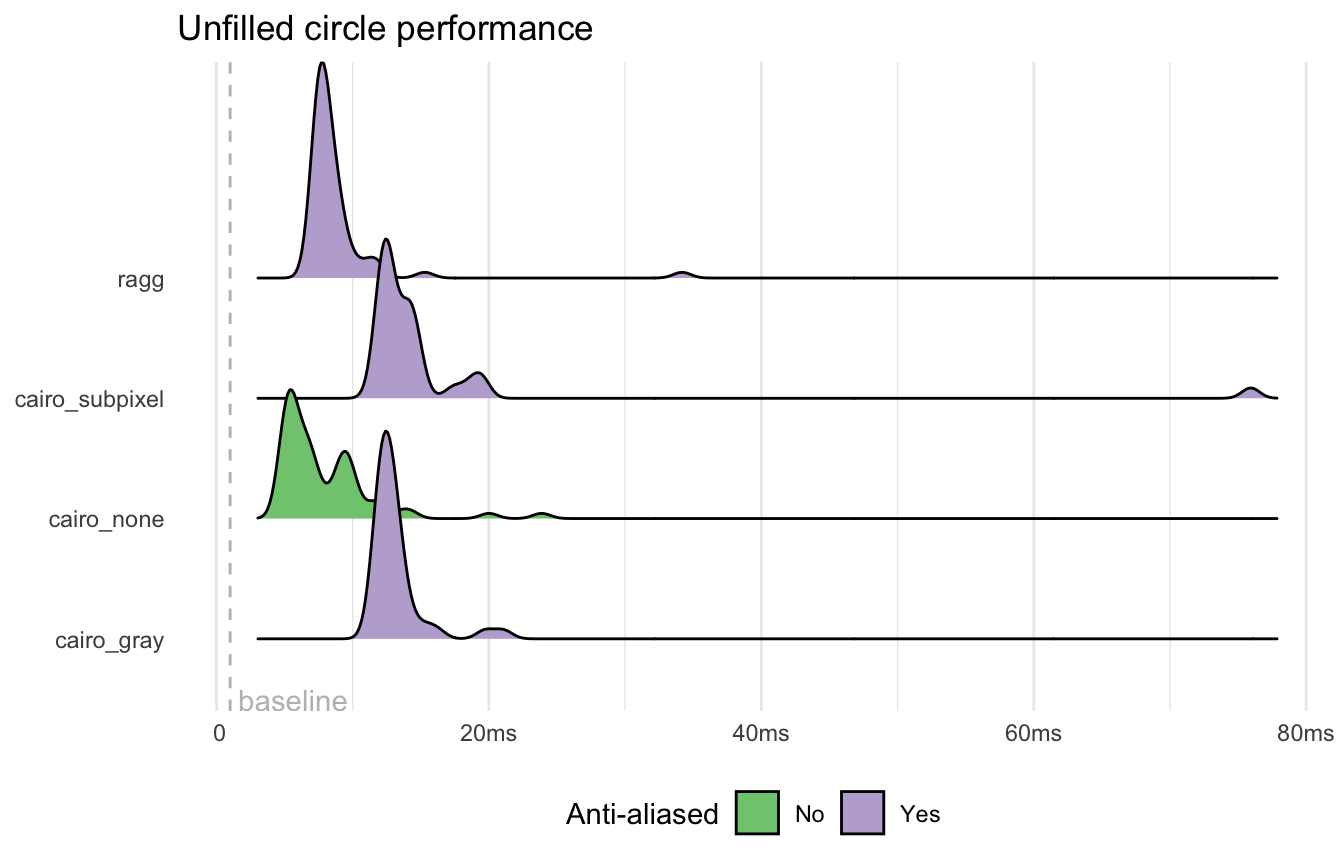 Unfilled circle performance
ragg
cairo_subpixel
cairo_none
cairo_gray
baseline
0 20ms 40ms 60ms 80ms
Anti-aliased No Yes